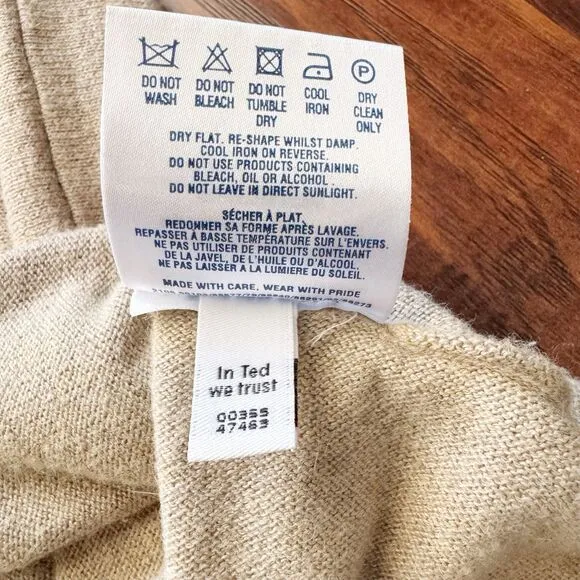 DO NOT WASH
DO NOT BLEACH
DO NOT TUMBLE DRY
COOL IRON
P
DRY CLEAN ONLY
DRY FLAT. RE-SHAPE WHILST DAMP.
COOL IRON ON REVERSE.
DO NOT USE PRODUCTS CONTAINING
BLEACH, OIL OR ALCOHOL.
DO NOT LEAVE IN DIRECT SUNLIGHT.
SÉCHER À PLAT.
REDONNER SA FORME APRÈS LAVAGE.
REPASSER À BASSE TEMPÉRATURE SUR L'ENVERS.
NE PAS UTILISER DE PRODUITS CONTENANT
DE LA JAVEL, DE L'HUILE OU D'ALCOOL.
NE PAS LAISSER A LA LUMIERE DU SOLEIL.
MADE WITH CARE, WEAR WITH PRIDE
In Ted
we trust
00355
47463